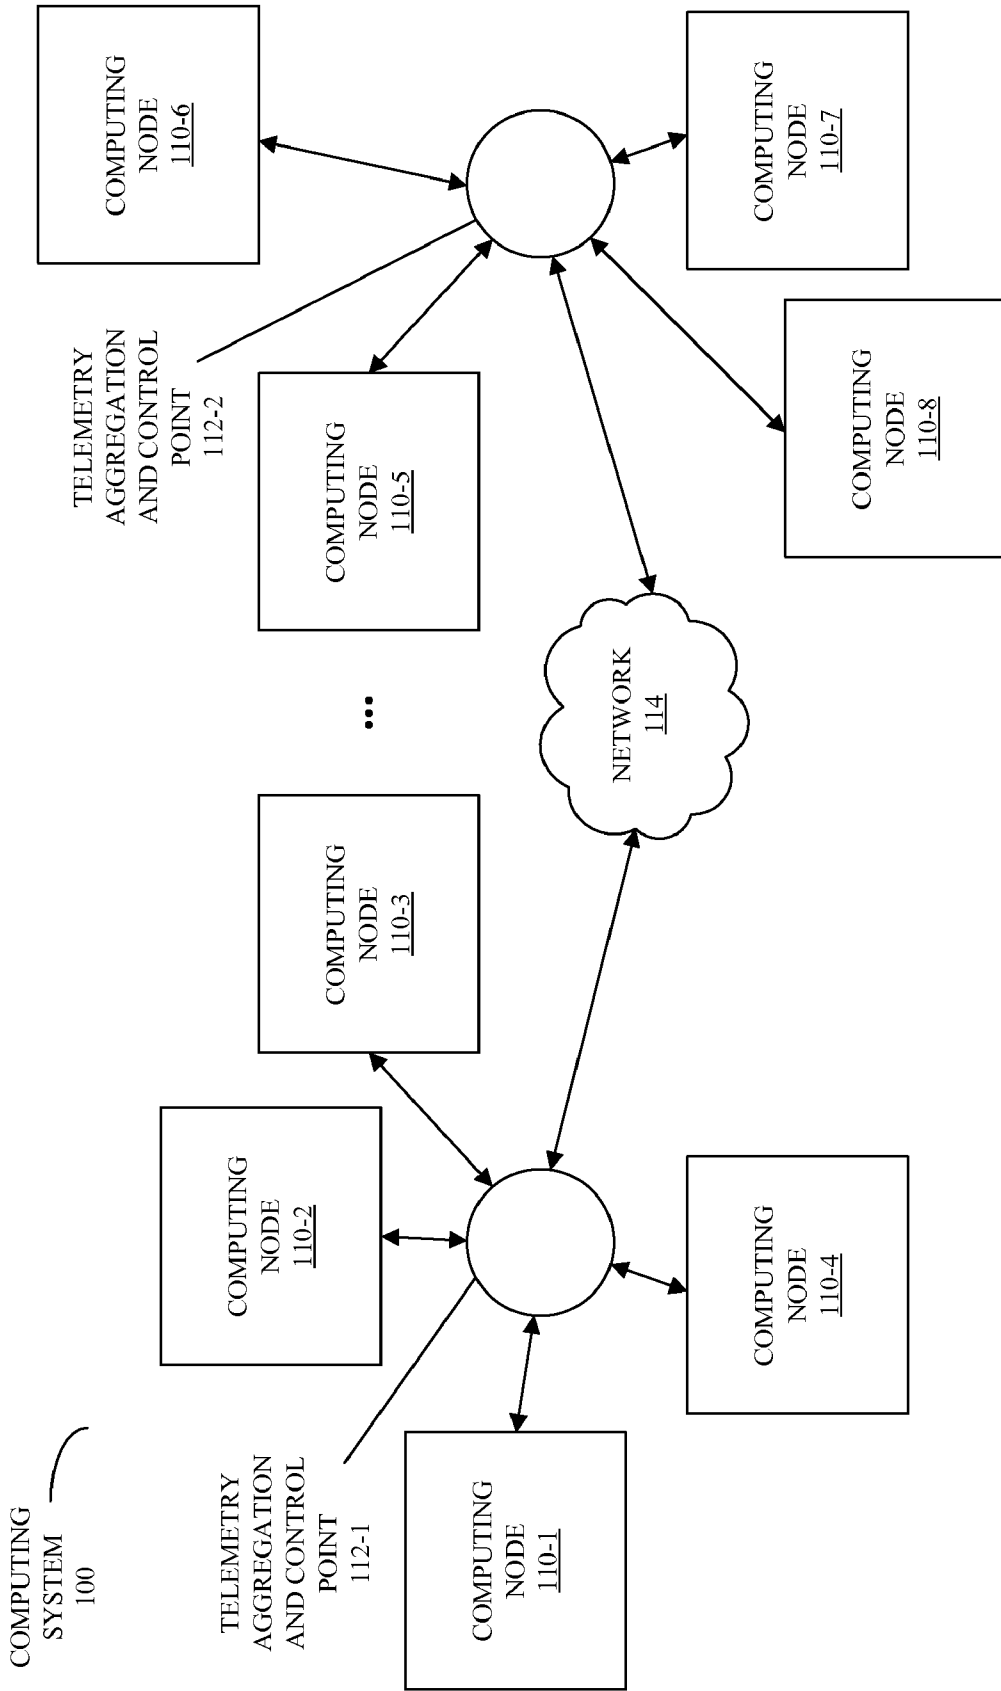 COMPUTING
SYSTEM
100
TELEMETRY
AGGREGATION
AND CONTROL
POINT
112-1
COMPUTING
NODE
110-1
COMPUTING
NODE
110-2
COMPUTING
NODE
110-3
COMPUTING
NODE
110-4
...
NETWORK
114
TELEMETRY
AGGREGATION
AND CONTROL
POINT
112-2
COMPUTING
NODE
110-5
COMPUTING
NODE
110-6
COMPUTING
NODE
110-7
COMPUTING
NODE
110-8